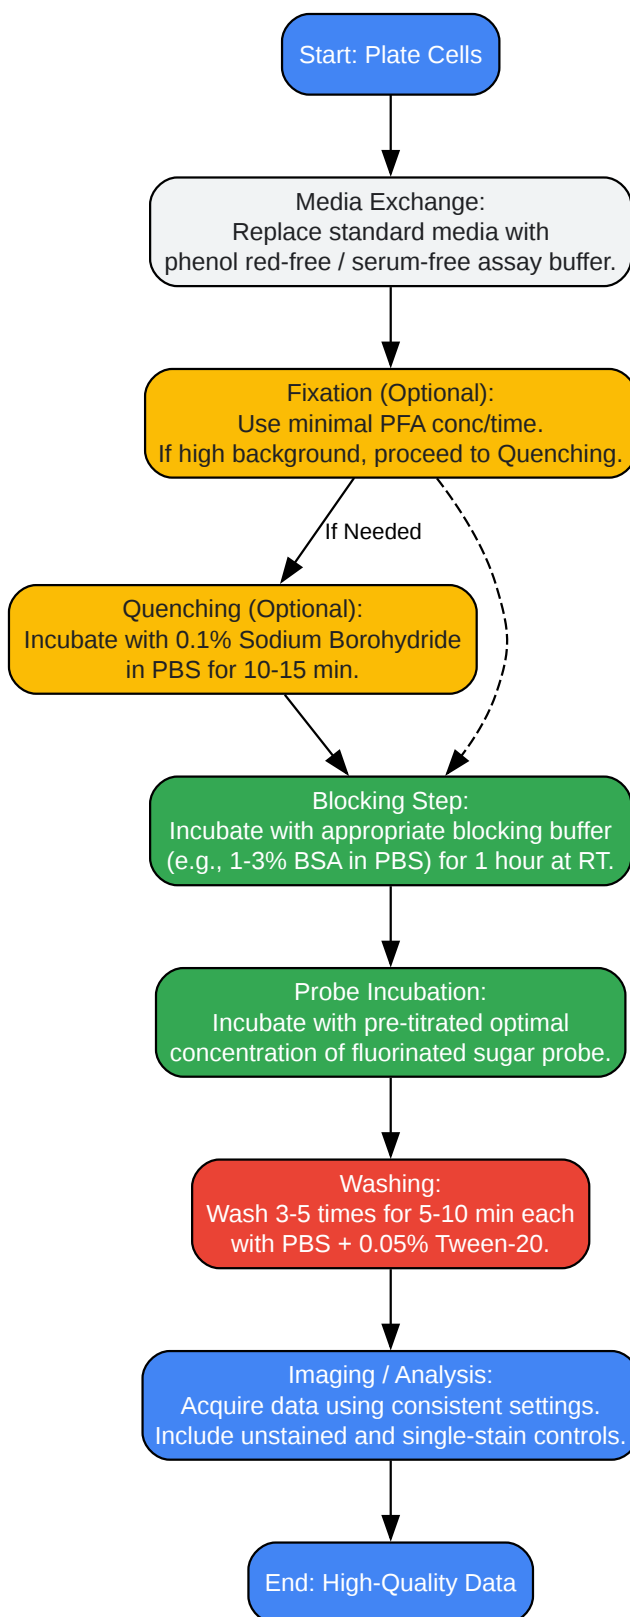 Start: Plate Cells
Media Exchange:
Replace standard media with
phenol red-free / serum-free assay buffer.
Fixation (Optional):
Use minimal PFA conc/time.
If high background, proceed to Quenching.
If Needed
Quenching (Optional):
Incubate with 0.1% Sodium Borohydride
in PBS for 10-15 min.
Blocking Step:
Incubate with appropriate blocking buffer
(e.g., 1-3% BSA in PBS) for 1 hour at RT.
Probe Incubation:
Incubate with pre-titrated optimal
concentration of fluorinated sugar probe.
Washing:
Wash 3-5 times for 5-10 min each
with PBS + 0.05% Tween-20.
Imaging / Analysis:
Acquire data using consistent settings.
Include unstained and single-stain controls.
End: High-Quality Data